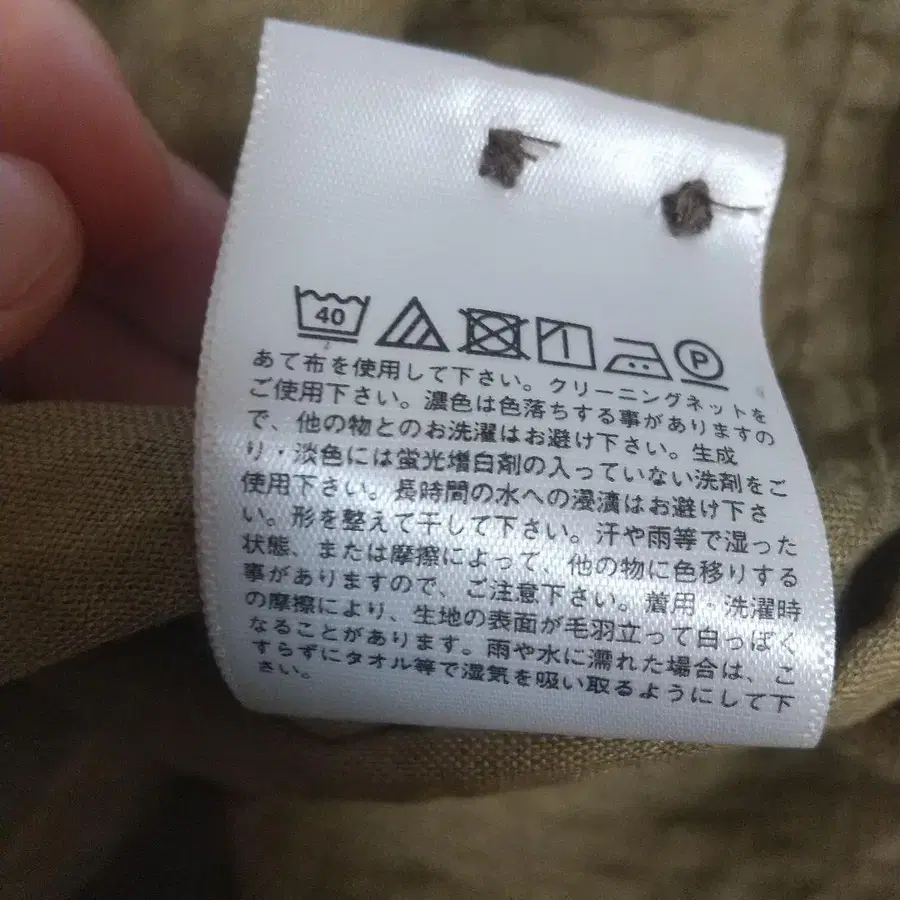 40 P
あて布を使用して下さい。クリーニングネットを
ご使用下さい。濃色は色落ちする事がありますの
で、他の物とのお洗濯はお避け下さい。生成
り・淡色には蛍光増白剤の入っていない洗剤をご
使用下さい。長時間の水への浸漬はお避け下さ
い。形を整えて干して下さい。汗や雨等で湿った
状態、または摩擦によって、他の物に色移りする
事がありますので、ご注意下さい。着用・洗濯時
の摩擦により、生地の表面が毛羽立って白っぽく
なることがあります。雨や水に濡れた場合は、こ
すらずにタオル等で湿気を吸い取るようにして下
さい。